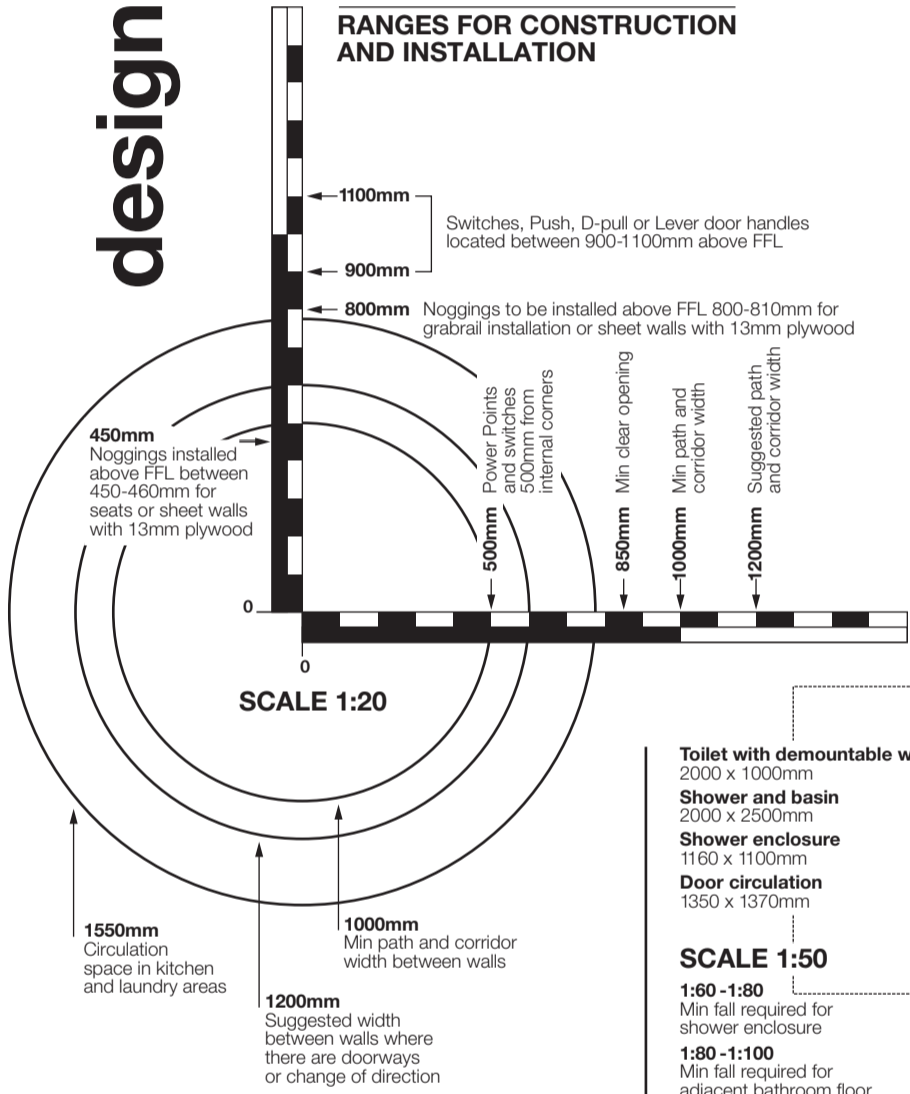 design
RANGES FOR CONSTRUCTION
AND INSTALLATION
1100mm
Switches, Push, D-pull or Lever door handles
located between 900-1100mm above FFL
900mm
800mm Noggings to be installed above FFL 800-810mm for
grabrail installation or sheet walls with 13mm plywood
450mm
Noggings installed
above FFL between
450-460mm for
seats or sheet walls
with 13mm plywood
500mm Power Points
and switches
500mm from
internal corners
850mm Min clear opening
1000mm Min path and
corridor width
1200mm Suggested path
and corridor width
0
0
SCALE 1:20
1550mm
Circulation
space in kitchen
and laundry areas
1200mm
Suggested width
between walls where
there are doorways
or change of direction
1000mm
Min path and corridor
width between walls
Toilet with demountable
2000 x 1000mm
Shower and basin
2000 x 2500mm
Shower enclosure
1160 x 1100mm
Door circulation
1350 x 1370mm
SCALE 1:50
1:60 -1:80
Min fall required for
shower enclosure
1:80 -1:100
Min fall required for
adjacent bathroom floor